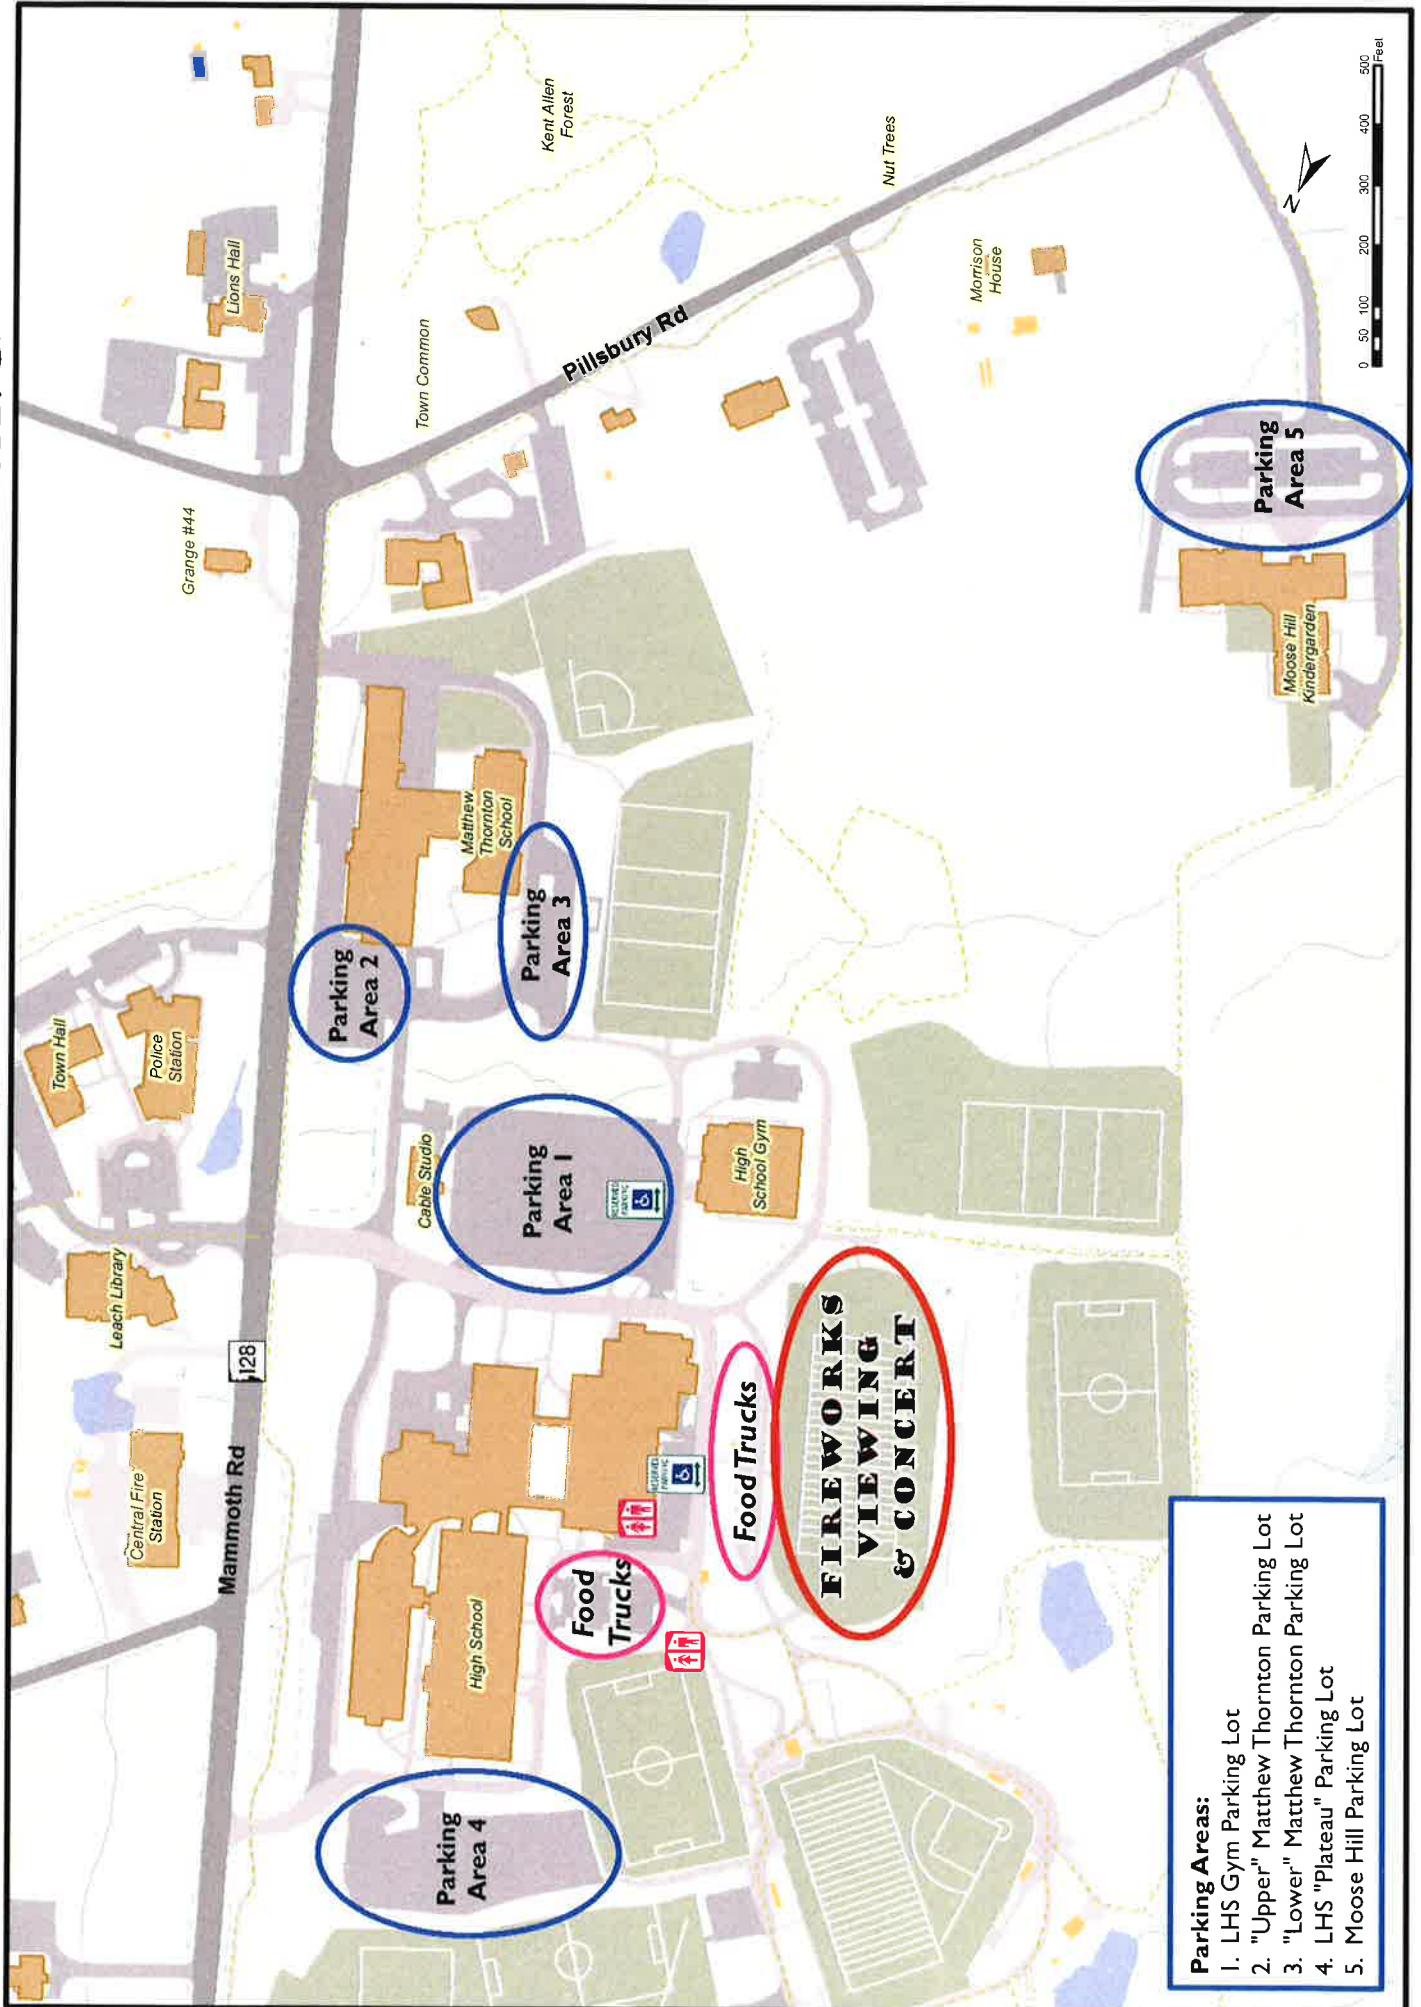 Lions Hall
Kent Allen
Forest
Nut Trees
Town Common
Pillsbury Rd
Morrison
House
N
0 50 100 200 300 400 500
Feet
Grange #44
Parking
Area 5
Moose Hill
Kindergarden
Matthew
Thornton
School
Parking
Area 2
Parking
Area 3
Town Hall
Police
Station
Cable Studio
Parking
Area 1
RESERVED
PARKING
High
School Gym
Leach Library
128
Mammoth Rd
Central Fire
Station
RESERVED
PARKING
Food Trucks
FIREWORKS
VIEWING
& CONCERT
Food
Trucks
High School
Parking
Area 4
Parking Areas:
1. LHS Gym Parking Lot
2. "Upper" Matthew Thornton Parking Lot
3. "Lower" Matthew Thornton Parking Lot
4. LHS "Plateau" Parking Lot
5. Moose Hill Parking Lot